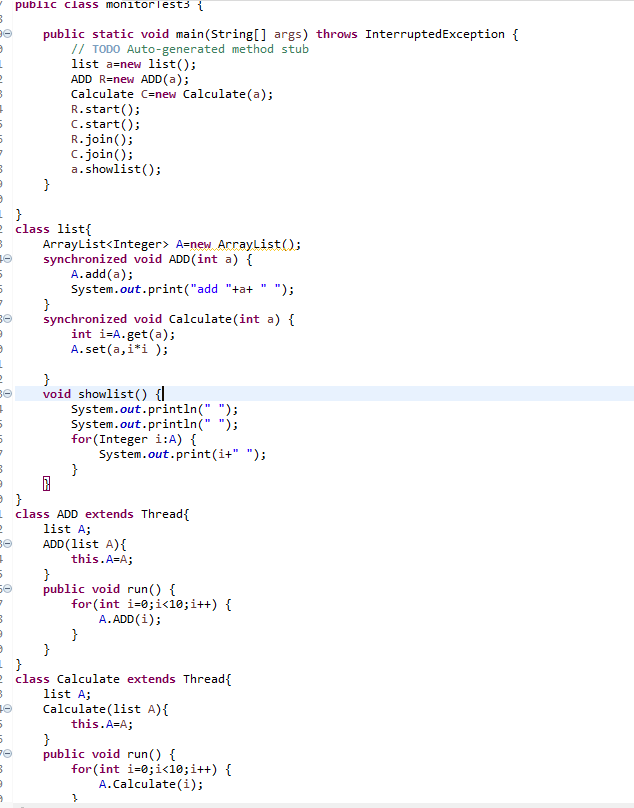 public class monitorTest3 {
public static void main(String[] args) throws InterruptedException {
// TODO Auto-generated method stub
list a=new list();
ADD R=new ADD(a);
Calculate C=new Calculate(a);
R.start();
C.start();
R.join();
C.join();
a.showlist();
}
}
class list{
ArrayList<Integer> A=new ArrayList();
synchronized void ADD(int a) {
A.add(a);
System.out.print("add "+a+ " ");
}
synchronized void Calculate(int a) {
int i=A.get(a);
A.set(a,i*i );
}
void showlist() {
System.out.println(" ");
System.out.println(" ");
for(Integer i:A) {
System.out.print(i+" ");
}
}
}
class ADD extends Thread{
list A;
ADD(list A){
this.A=A;
}
public void run() {
for(int i=0;i<10;i++) {
A.ADD(i);
}
}
}
class Calculate extends Thread{
list A;
Calculate(list A){
this.A=A;
}
public void run() {
for(int i=0;i<10;i++) {
A.Calculate(i);
}